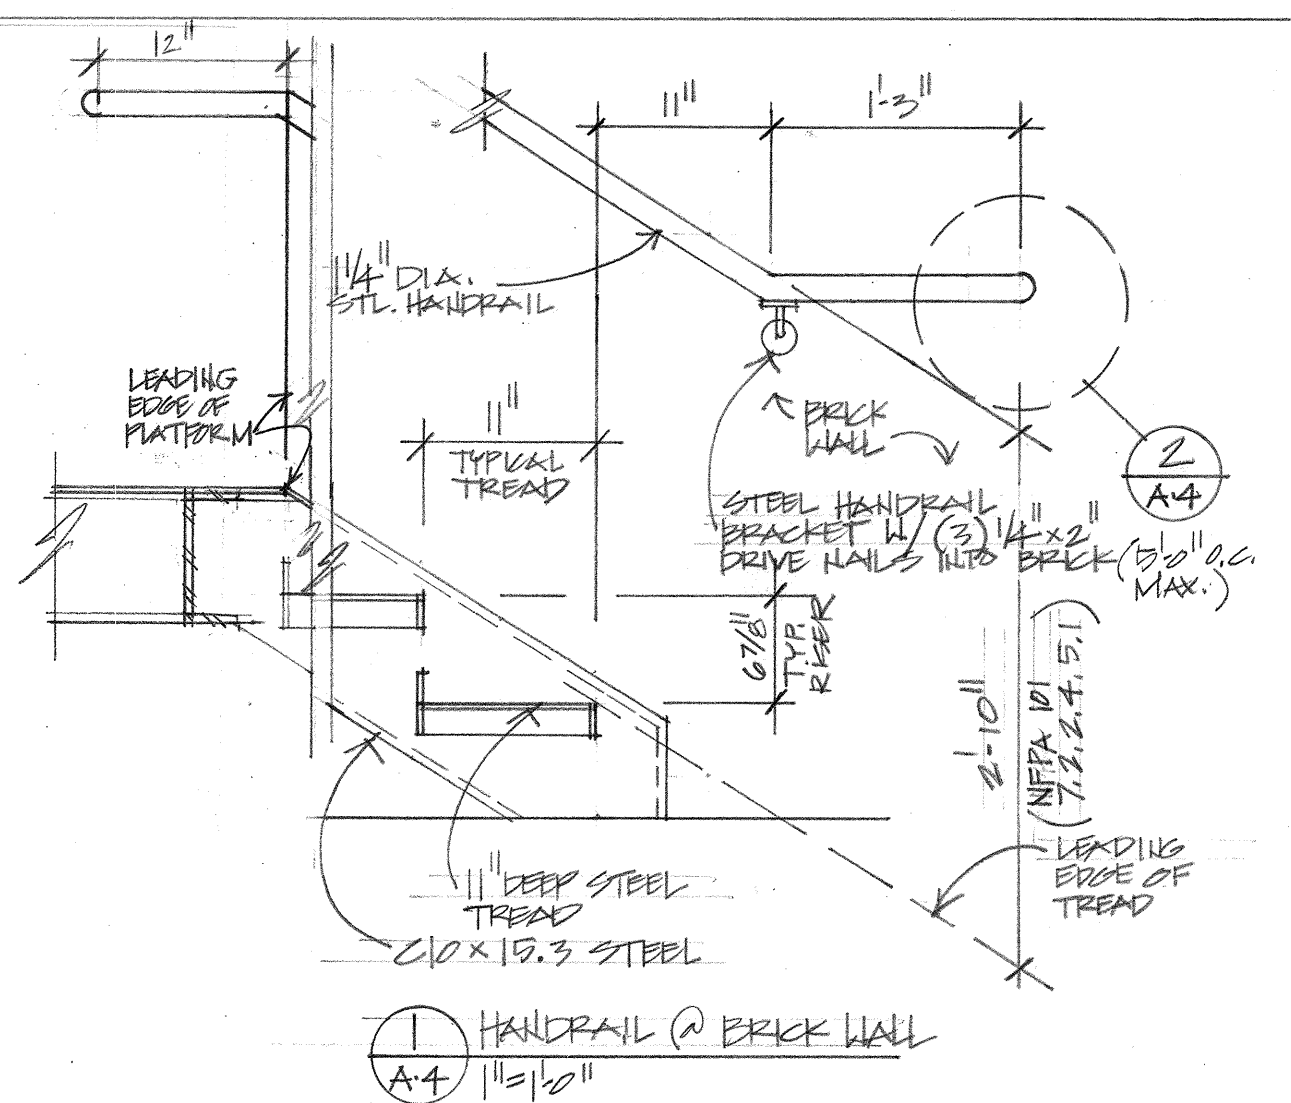 12"
11"
1'-3"
1 1/4" DIA.
STL. HANDRAIL
LEADING
EDGE OF
PLATFORM
11"
TYPICAL
TREAD
BRICK
WALL
2
A·4
STEEL HANDRAIL
BRACKET W/ (3) 1/4" x 2"
DRIVE NAILS INTO BRICK (5'-0" O.C.
MAX.)
6 7/8"
TYP.
RISER
2'-10"
(NFPA 101
7.2.2.4.5.1)
LEADING
EDGE OF
TREAD
11" DEEP STEEL
TREAD
C10 x 15.3 STEEL
1
A·4
HANDRAIL @ BRICK WALL
1"=1'-0"